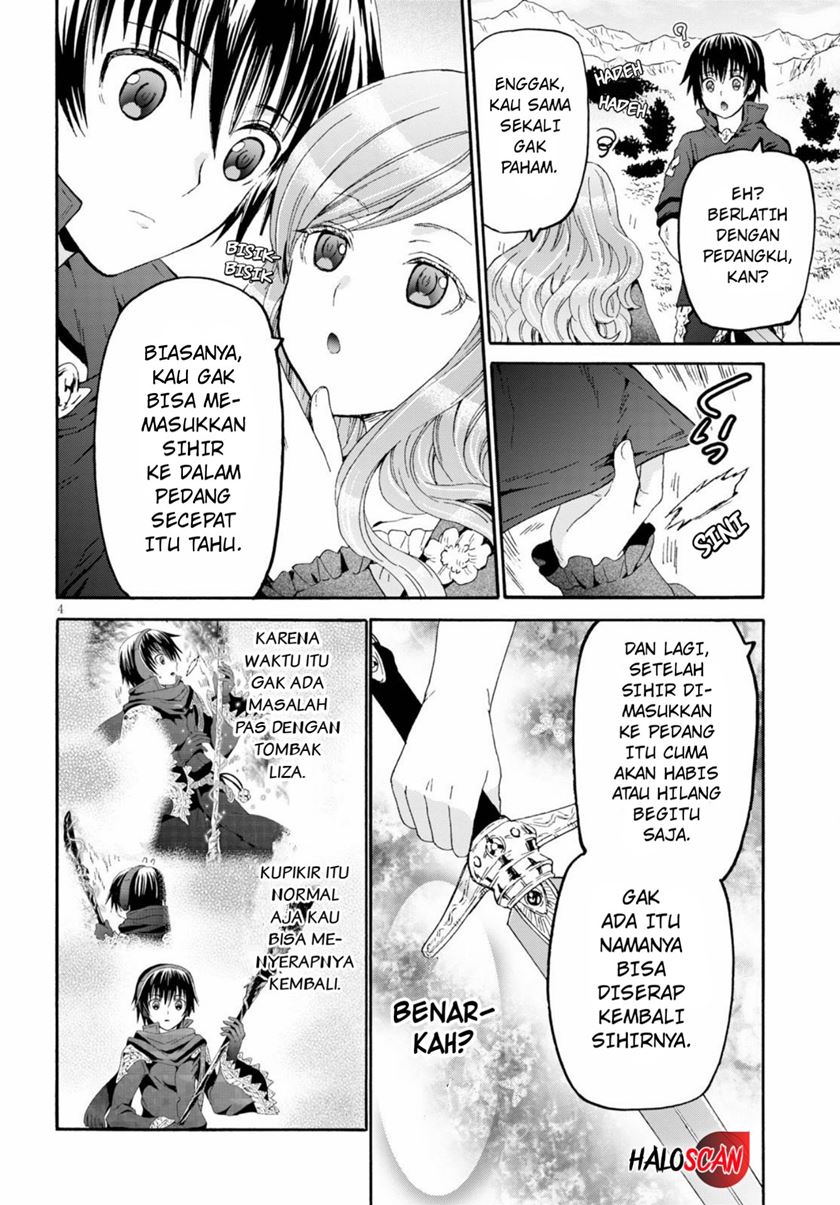 ENGGAK,
KAU SAMA
SEKALI
GAK
PAHAM.
HADEH
HADEH
?
EH?
BERLATIH
DENGAN
PEDANGKU,
KAN?
BISIK-
BISIK
BIASANYA,
KAU GAK
BISA ME-
MASUKKAN
SIHIR
KE DALAM
PEDANG
SECEPAT
ITU TAHU.
SINI
4
DAN LAGI,
SETELAH
SIHIR DI-
MASUKKAN
KE PEDANG
ITU CUMA
AKAN HABIS
ATAU HILANG
BEGITU
SAJA.
GAK
ADA ITU
NAMANYA
BISA
DISERAP
KEMBALI
SIHIRNYA.
BENAR-
KAH?
KARENA
WAKTU ITU
GAK ADA
MASALAH
PAS DENGAN
TOMBAK
LIZA.
KUPIKIR ITU
NORMAL
AJA KAU
BISA ME-
NYERAPNYA
KEMBALI.
HALOSCAN